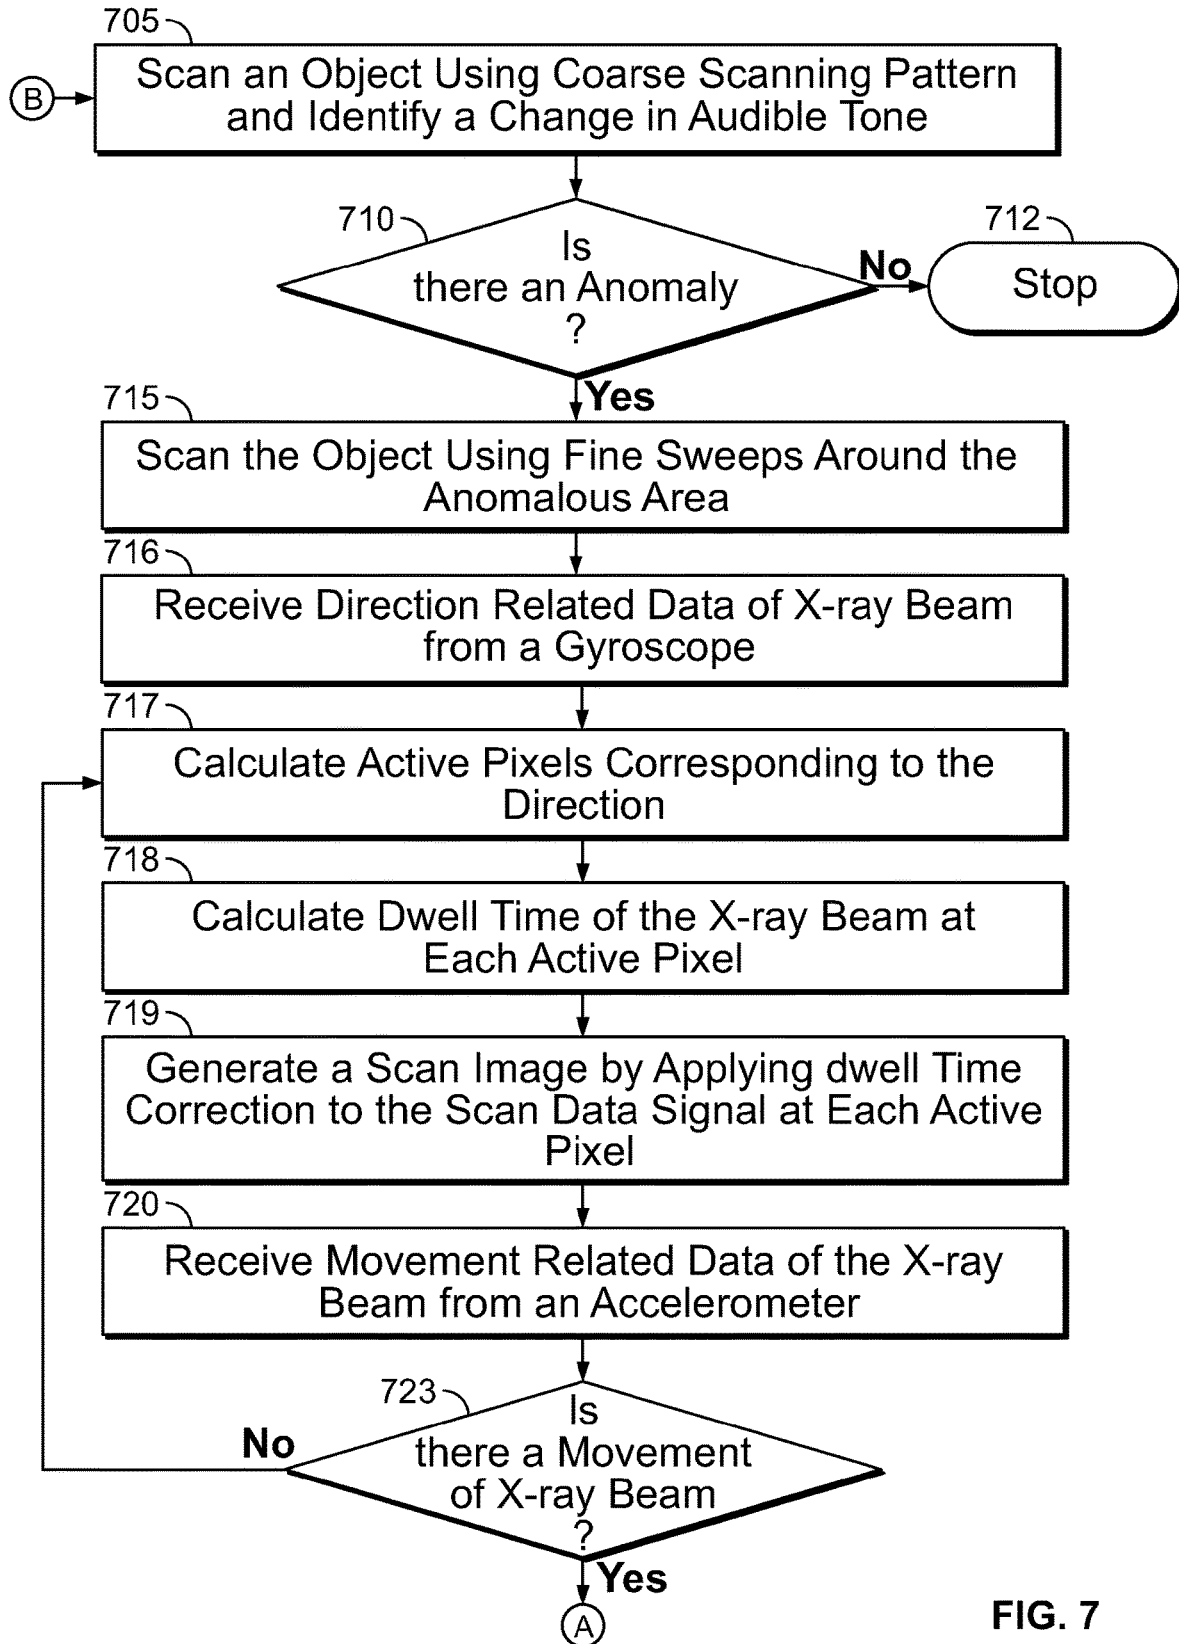 705
B
Scan an Object Using Coarse Scanning Pattern
and Identify a Change in Audible Tone
710
Is
there an Anomaly
?
No
712
Stop
Yes
715
Scan the Object Using Fine Sweeps Around the
Anomalous Area
716
Receive Direction Related Data of X-ray Beam
from a Gyroscope
717
Calculate Active Pixels Corresponding to the
Direction
718
Calculate Dwell Time of the X-ray Beam at
Each Active Pixel
719
Generate a Scan Image by Applying dwell Time
Correction to the Scan Data Signal at Each Active
Pixel
720
Receive Movement Related Data of the X-ray
Beam from an Accelerometer
723
Is
there a Movement
of X-ray Beam
?
No
Yes
A
FIG. 7